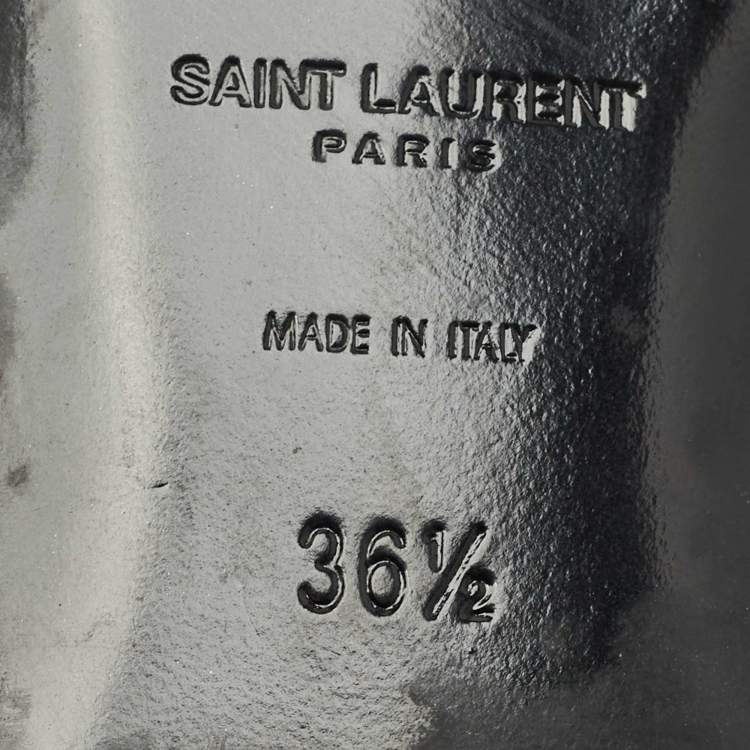 SAINT LAURENT
PARIS
MADE IN ITALY
36½